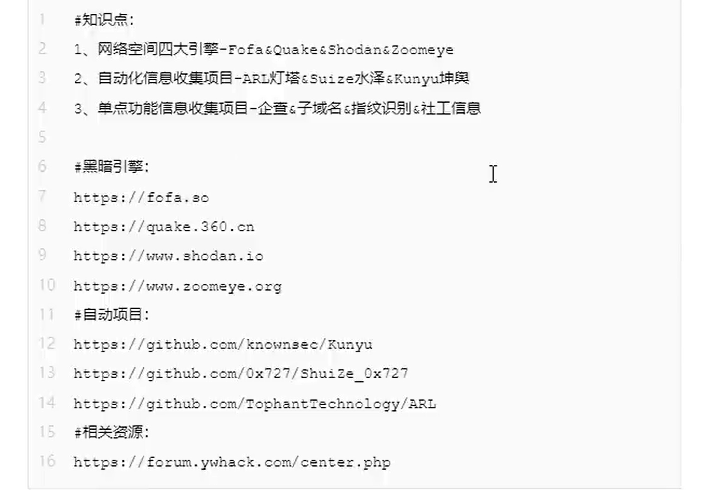 1 #知识点:
2 1、网络空间四大引擎-Fofa&Quake&Shodan&Zoomeye
3 2、自动化信息收集项目-ARL灯塔&Suize水泽&Kunyu坤舆
4 3、单点功能信息收集项目-企查&子域名&指纹识别&社工信息
5
6 #黑暗引擎:
7 https://fofa.so
8 https://quake.360.cn
9 https://www.shodan.io
10 https://www.zoomeye.org
11 #自动项目:
12 https://github.com/knownsec/Kunyu
13 https://github.com/0x727/ShuiZe_0x727
14 https://github.com/TophantTechnology/ARL
15 #相关资源:
16 https://forum.ywhack.com/center.php